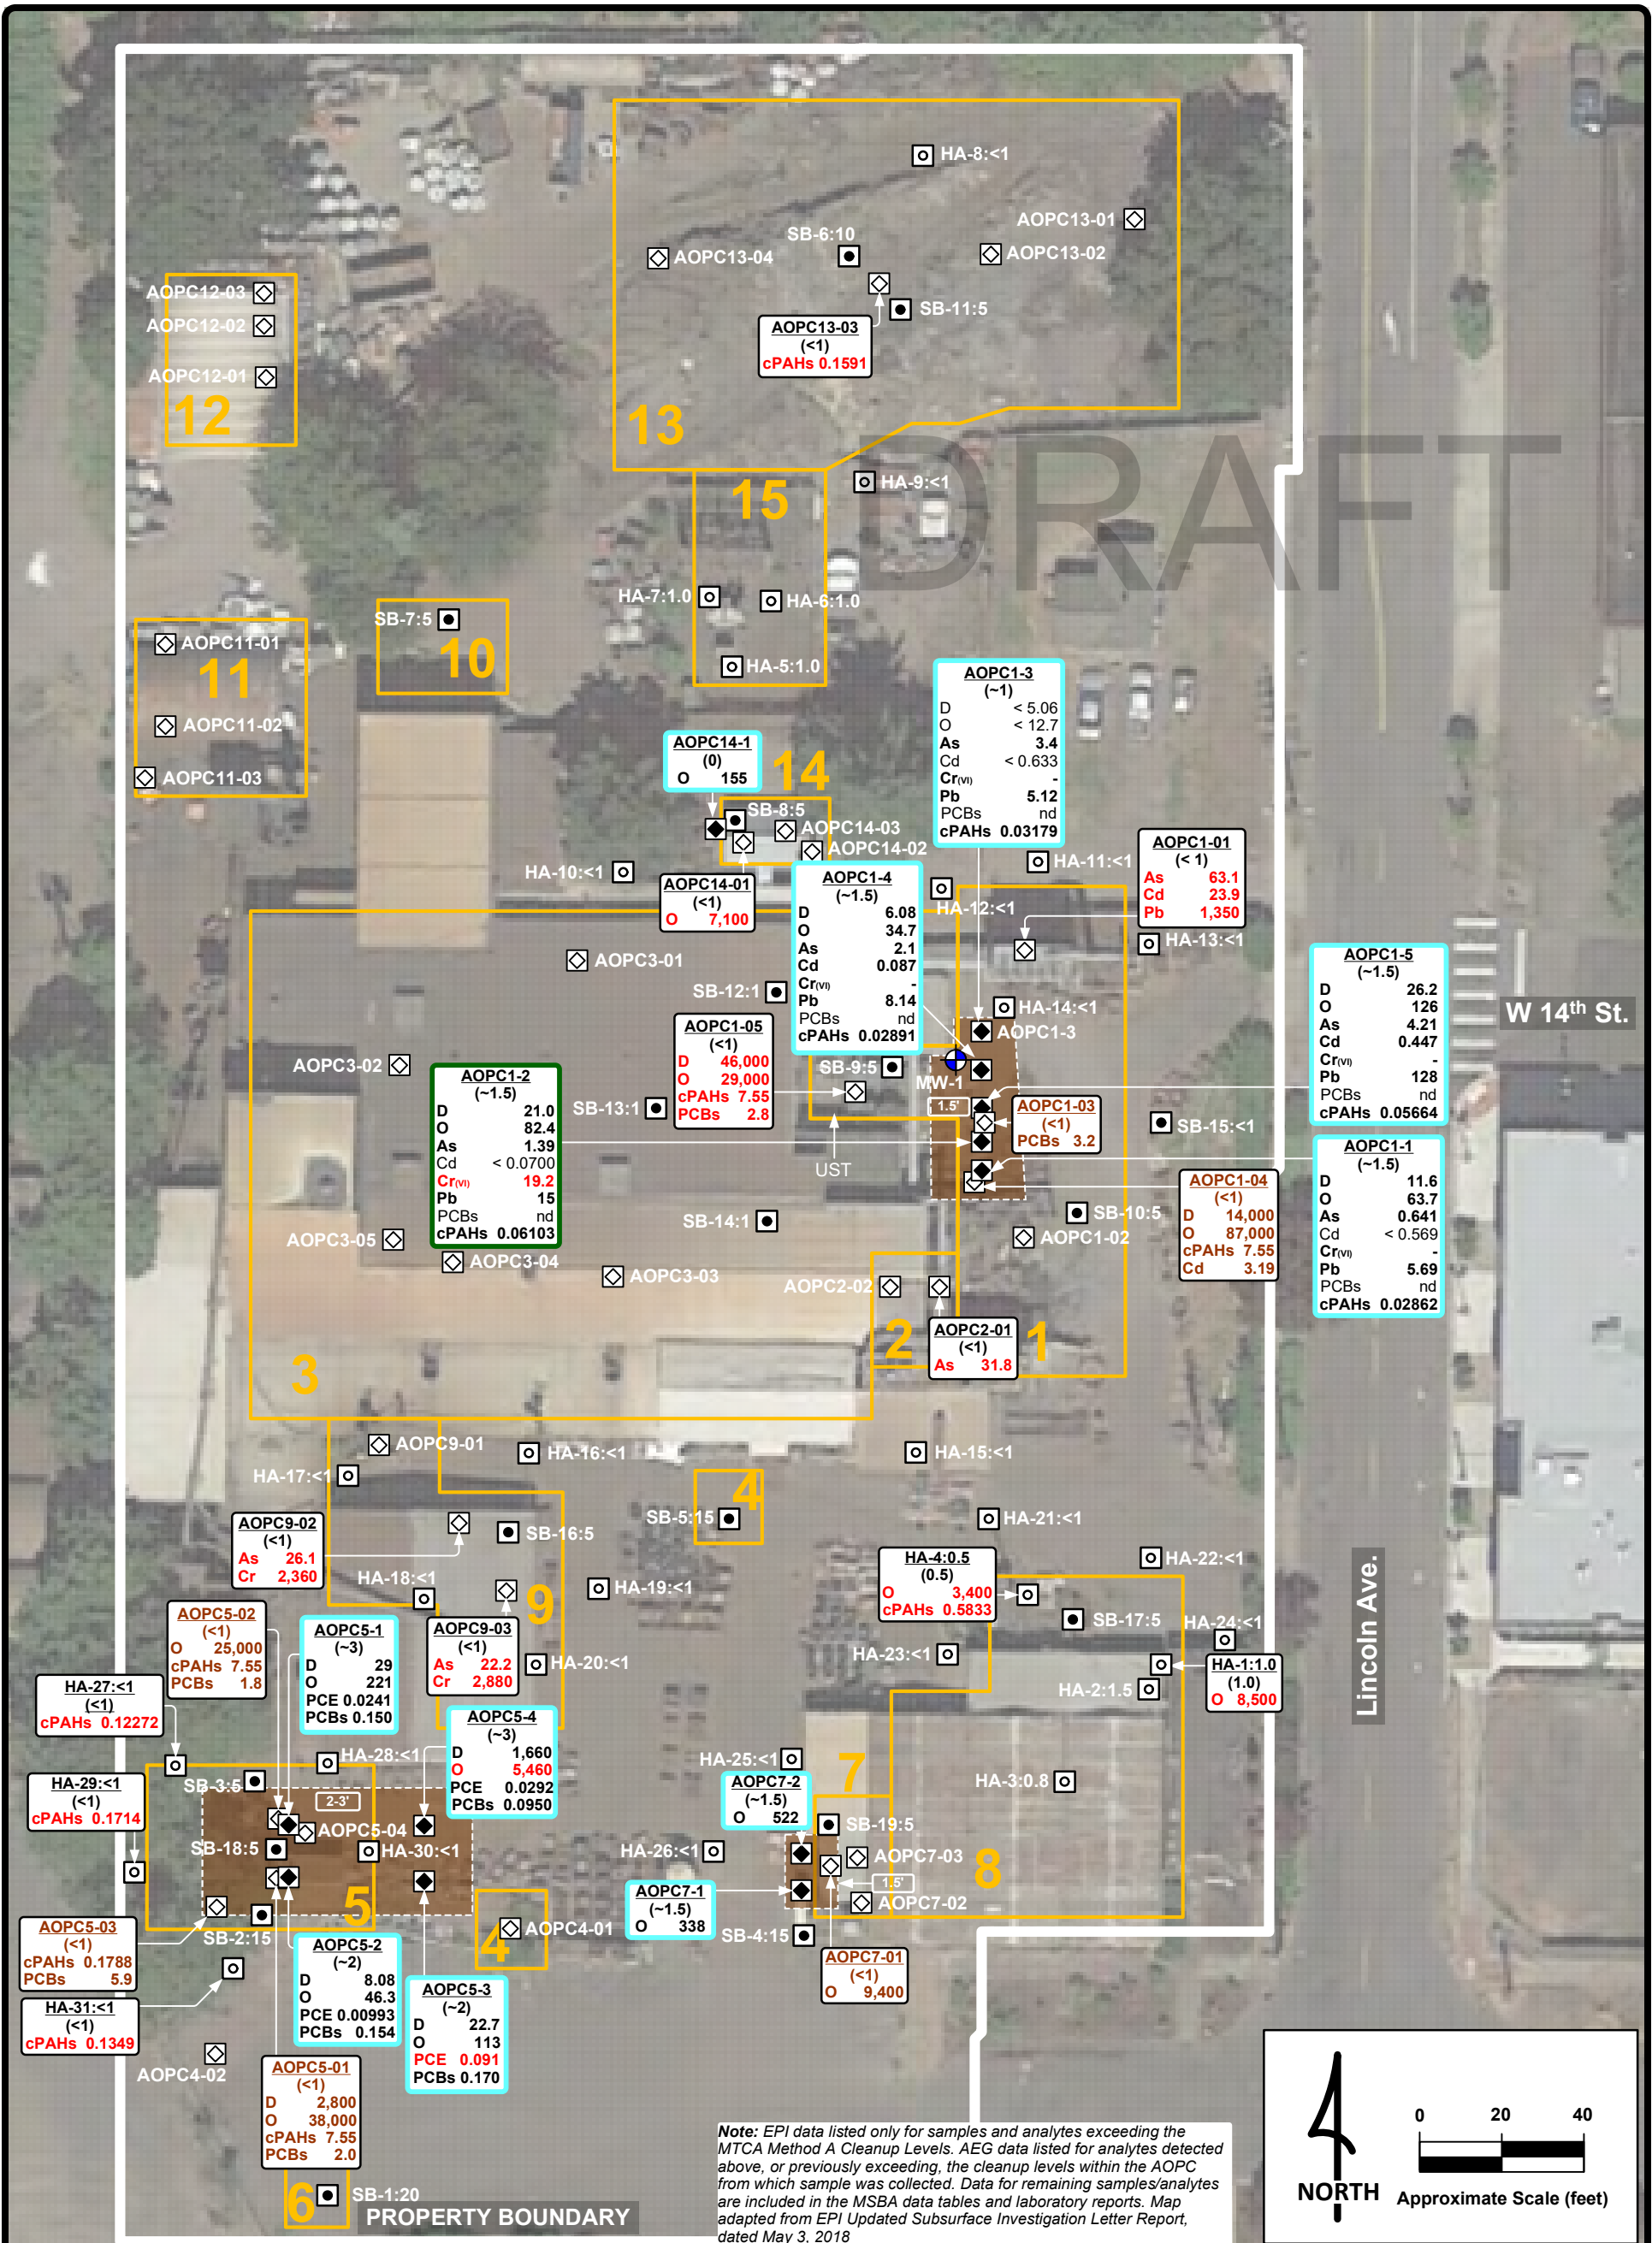 HA-8:<1
AOPC13-01
SB-6:10
AOPC13-04
AOPC13-02
SB-11:5
AOPC13-03
(<1)
cPAHs 0.1591
13
AOPC12-03
AOPC12-02
AOPC12-01
12
DRAFT
15
HA-9:<1
HA-7:1.0
HA-6:1.0
HA-5:1.0
SB-7:5
10
AOPC11-01
11
AOPC11-02
AOPC11-03
AOPC14-1
(0)
O 155
14
SB-8:5
AOPC14-03
AOPC14-02
HA-10:<1
AOPC14-01
(<1)
O 7,100
AOPC1-3
(~1)
D < 5.06
O < 12.7
As 3.4
Cd < 0.633
Cr(VI) -
Pb 5.12
PCBs nd
cPAHs 0.03179
AOPC1-4
(~1.5)
D 6.08
O 34.7
As 2.1
Cd 0.087
Cr(VI) -
Pb 8.14
PCBs nd
cPAHs 0.02891
HA-11:<1
HA-12:<1
AOPC1-01
(< 1)
As 63.1
Cd 23.9
Pb 1,350
HA-13:<1
HA-14:<1
AOPC1-3
AOPC1-5
(~1.5)
D 26.2
O 126
As 4.21
Cd 0.447
Cr(VI) -
Pb 128
PCBs nd
cPAHs 0.05664
W 14th St.
AOPC3-01
SB-12:1
AOPC1-05
(<1)
D 46,000
O 29,000
cPAHs 7.55
PCBs 2.8
SB-9:5
MW-1
1.5'
UST
AOPC1-03
(<1)
PCBs 3.2
SB-15:<1
AOPC3-02
AOPC1-2
(~1.5)
D 21.0
O 82.4
As 1.39
Cd < 0.0700
Cr(VI) 19.2
Pb 15
PCBs nd
cPAHs 0.06103
SB-13:1
SB-14:1
AOPC1-1
(~1.5)
D 11.6
O 63.7
As 0.641
Cd < 0.569
Cr(VI) -
Pb 5.69
PCBs nd
cPAHs 0.02862
AOPC1-04
(<1)
D 14,000
O 87,000
cPAHs 7.55
Cd 3.19
SB-10:5
AOPC1-02
AOPC3-05
AOPC3-04
AOPC3-03
AOPC2-02
2
AOPC2-01
(<1)
As 31.8
1
3
AOPC9-01
HA-16:<1
HA-15:<1
HA-17:<1
4
SB-5:15
HA-21:<1
AOPC9-02
(<1)
As 26.1
Cr 2,360
SB-16:5
HA-18:<1
HA-19:<1
9
HA-4:0.5
(0.5)
O 3,400
cPAHs 0.5833
HA-22:<1
SB-17:5
HA-24:<1
HA-23:<1
HA-1:1.0
(1.0)
O 8,500
HA-2:1.5
Lincoln Ave.
AOPC5-02
(<1)
O 25,000
cPAHs 7.55
PCBs 1.8
AOPC5-1
(~3)
D 29
O 221
PCE 0.0241
PCBs 0.150
AOPC9-03
(<1)
As 22.2
Cr 2,880
HA-20:<1
HA-27:<1
(<1)
cPAHs 0.12272
AOPC5-4
(~3)
D 1,660
O 5,460
PCE 0.0292
PCBs 0.0950
HA-28:<1
HA-25:<1
7
HA-29:<1
(<1)
cPAHs 0.1714
SB-3:5
2-3'
AOPC7-2
(~1.5)
O 522
HA-3:0.8
AOPC5-04
SB-18:5
HA-30:<1
SB-19:5
HA-26:<1
AOPC7-03
8
5
AOPC7-1
(~1.5)
O 338
1.5'
AOPC7-02
SB-2:15
AOPC4-01
4
SB-4:15
AOPC5-03
(<1)
cPAHs 0.1788
PCBs 5.9
AOPC5-2
(~2)
D 8.08
O 46.3
PCE 0.00993
PCBs 0.154
AOPC7-01
(<1)
O 9,400
AOPC5-3
(~2)
D 22.7
O 113
PCE 0.091
PCBs 0.170
HA-31:<1
(<1)
cPAHs 0.1349
AOPC4-02
AOPC5-01
(<1)
D 2,800
O 38,000
cPAHs 7.55
PCBs 2.0
6
SB-1:20
PROPERTY BOUNDARY
Note: EPI data listed only for samples and analytes exceeding the
MTCA Method A Cleanup Levels. AEG data listed for analytes detected
above, or previously exceeding, the cleanup levels within the AOPC
from which sample was collected. Data for remaining samples/analytes
are included in the MSBA data tables and laboratory reports. Map
adapted from EPI Updated Subsurface Investigation Letter Report,
dated May 3, 2018
NORTH
0 20 40
Approximate Scale (feet)